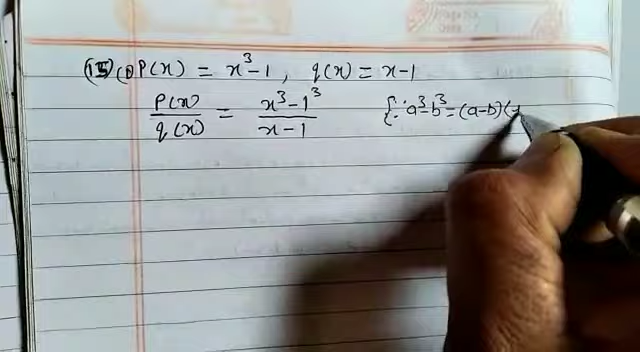 (15) (i) P(x) = x³-1, q(x) = x-1
P(x)/q(x) = x³-1³/x-1 {∵ a³-b³ = (a-b)(